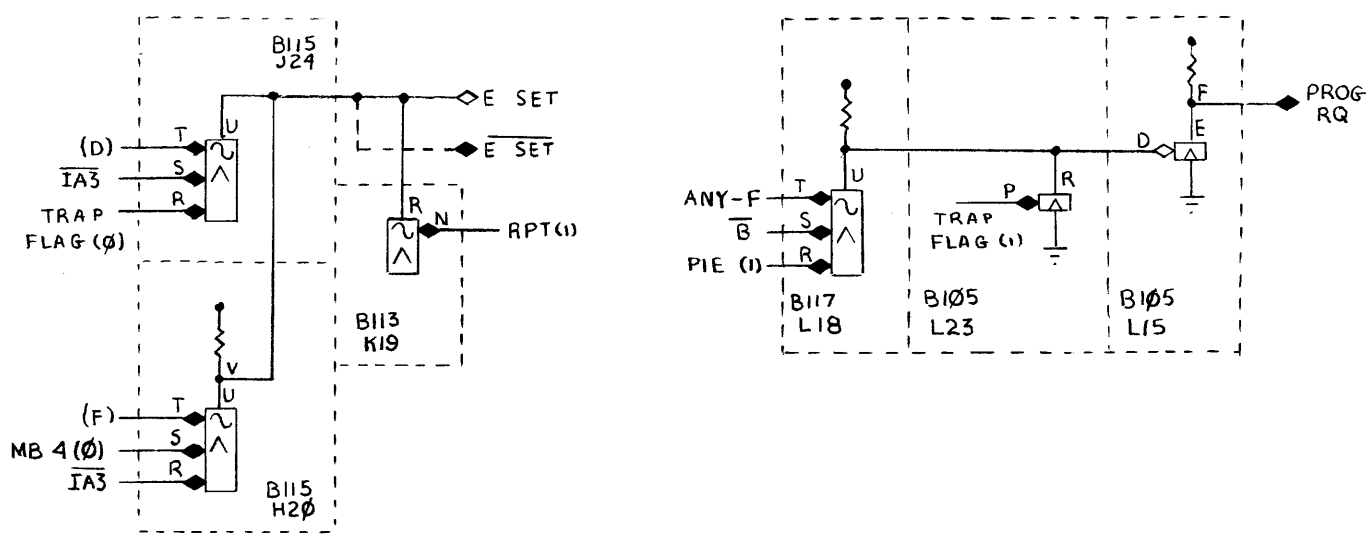 B115
J24
E SET
E SET
U
(D)
T
IA3
S
TRAP
FLAG (Ø)
R
R
N
RPT(1)
B113
K19
V
U
(F)
T
MB 4(Ø)
S
IA3
R
B115
H2Ø
ANY-F
T
U
B
S
PIE (1)
R
B117
L18
P
R
TRAP
FLAG (1)
B1Ø5
L23
D
E
F
PROG
RQ
B1Ø5
L15